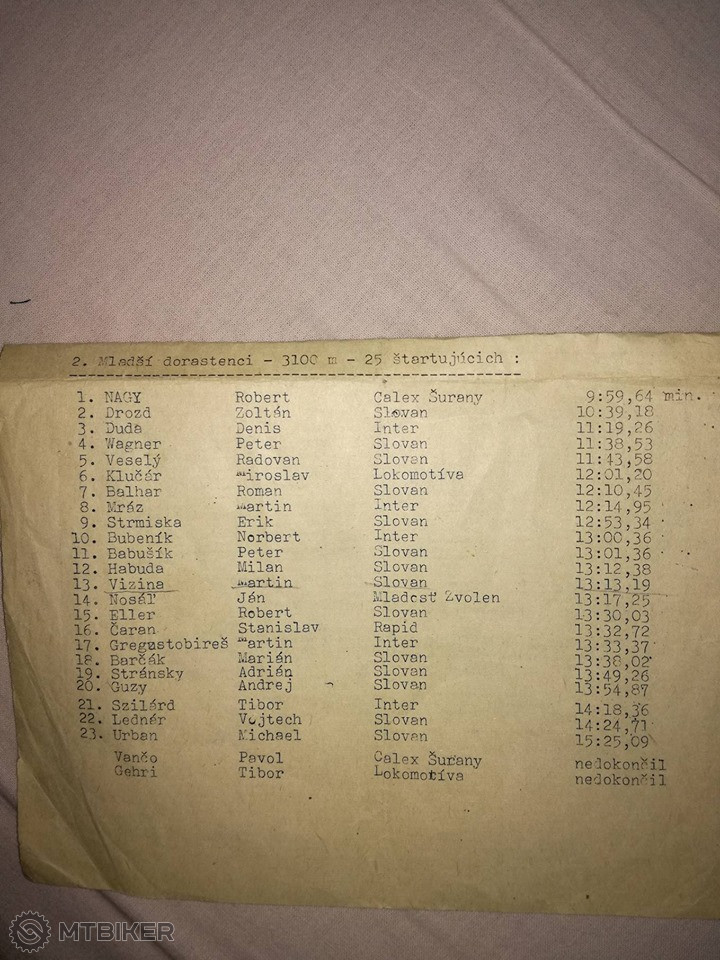 2. Mladší dorastenci - 3100 m - 25 štartujúcich :
1. NAGY Robert Calex Šurany 9:59,64 min.
2. Drozd Zoltán Slovan 10:39,18
3. Duda Denis Inter 11:19,26
4. Wagner Peter Slovan 11:38,53
5. Veselý Radovan Slovan 11:43,58
6. Klučár Miroslav Lokomotíva 12:01,20
7. Balhar Roman Slovan 12:10,45
8. Mráz Martin Inter 12:14,95
9. Strmiska Erik Slovan 12:53,34
10. Bubeník Norbert Inter 13:00,36
11. Babušík Peter Slovan 13:01,36
12. Habuda Milan Slovan 13:12,38
13. Vizina Martin Slovan 13:13,19
14. Nosáľ Ján Mladosť Zvolen 13:17,25
15. Eller Robert Slovan 13:30,03
16. Čaran Stanislav Rapid 13:32,72
17. Gregustobireš Martin Inter 13:33,37
18. Barčák Marián Slovan 13:38,02
19. Stránsky Adrián Slovan 13:49,26
20. Guzy Andrej Slovan 13:54,87
21. Szilárd Tibor Inter 14:18,36
22. Lednér Vojtech Slovan 14:24,71
23. Urban Michael Slovan 15:25,09
Vančo Pavol Calex Šurany nedokončil
Gehri Tibor Lokomotíva nedokončil
MTBIKER